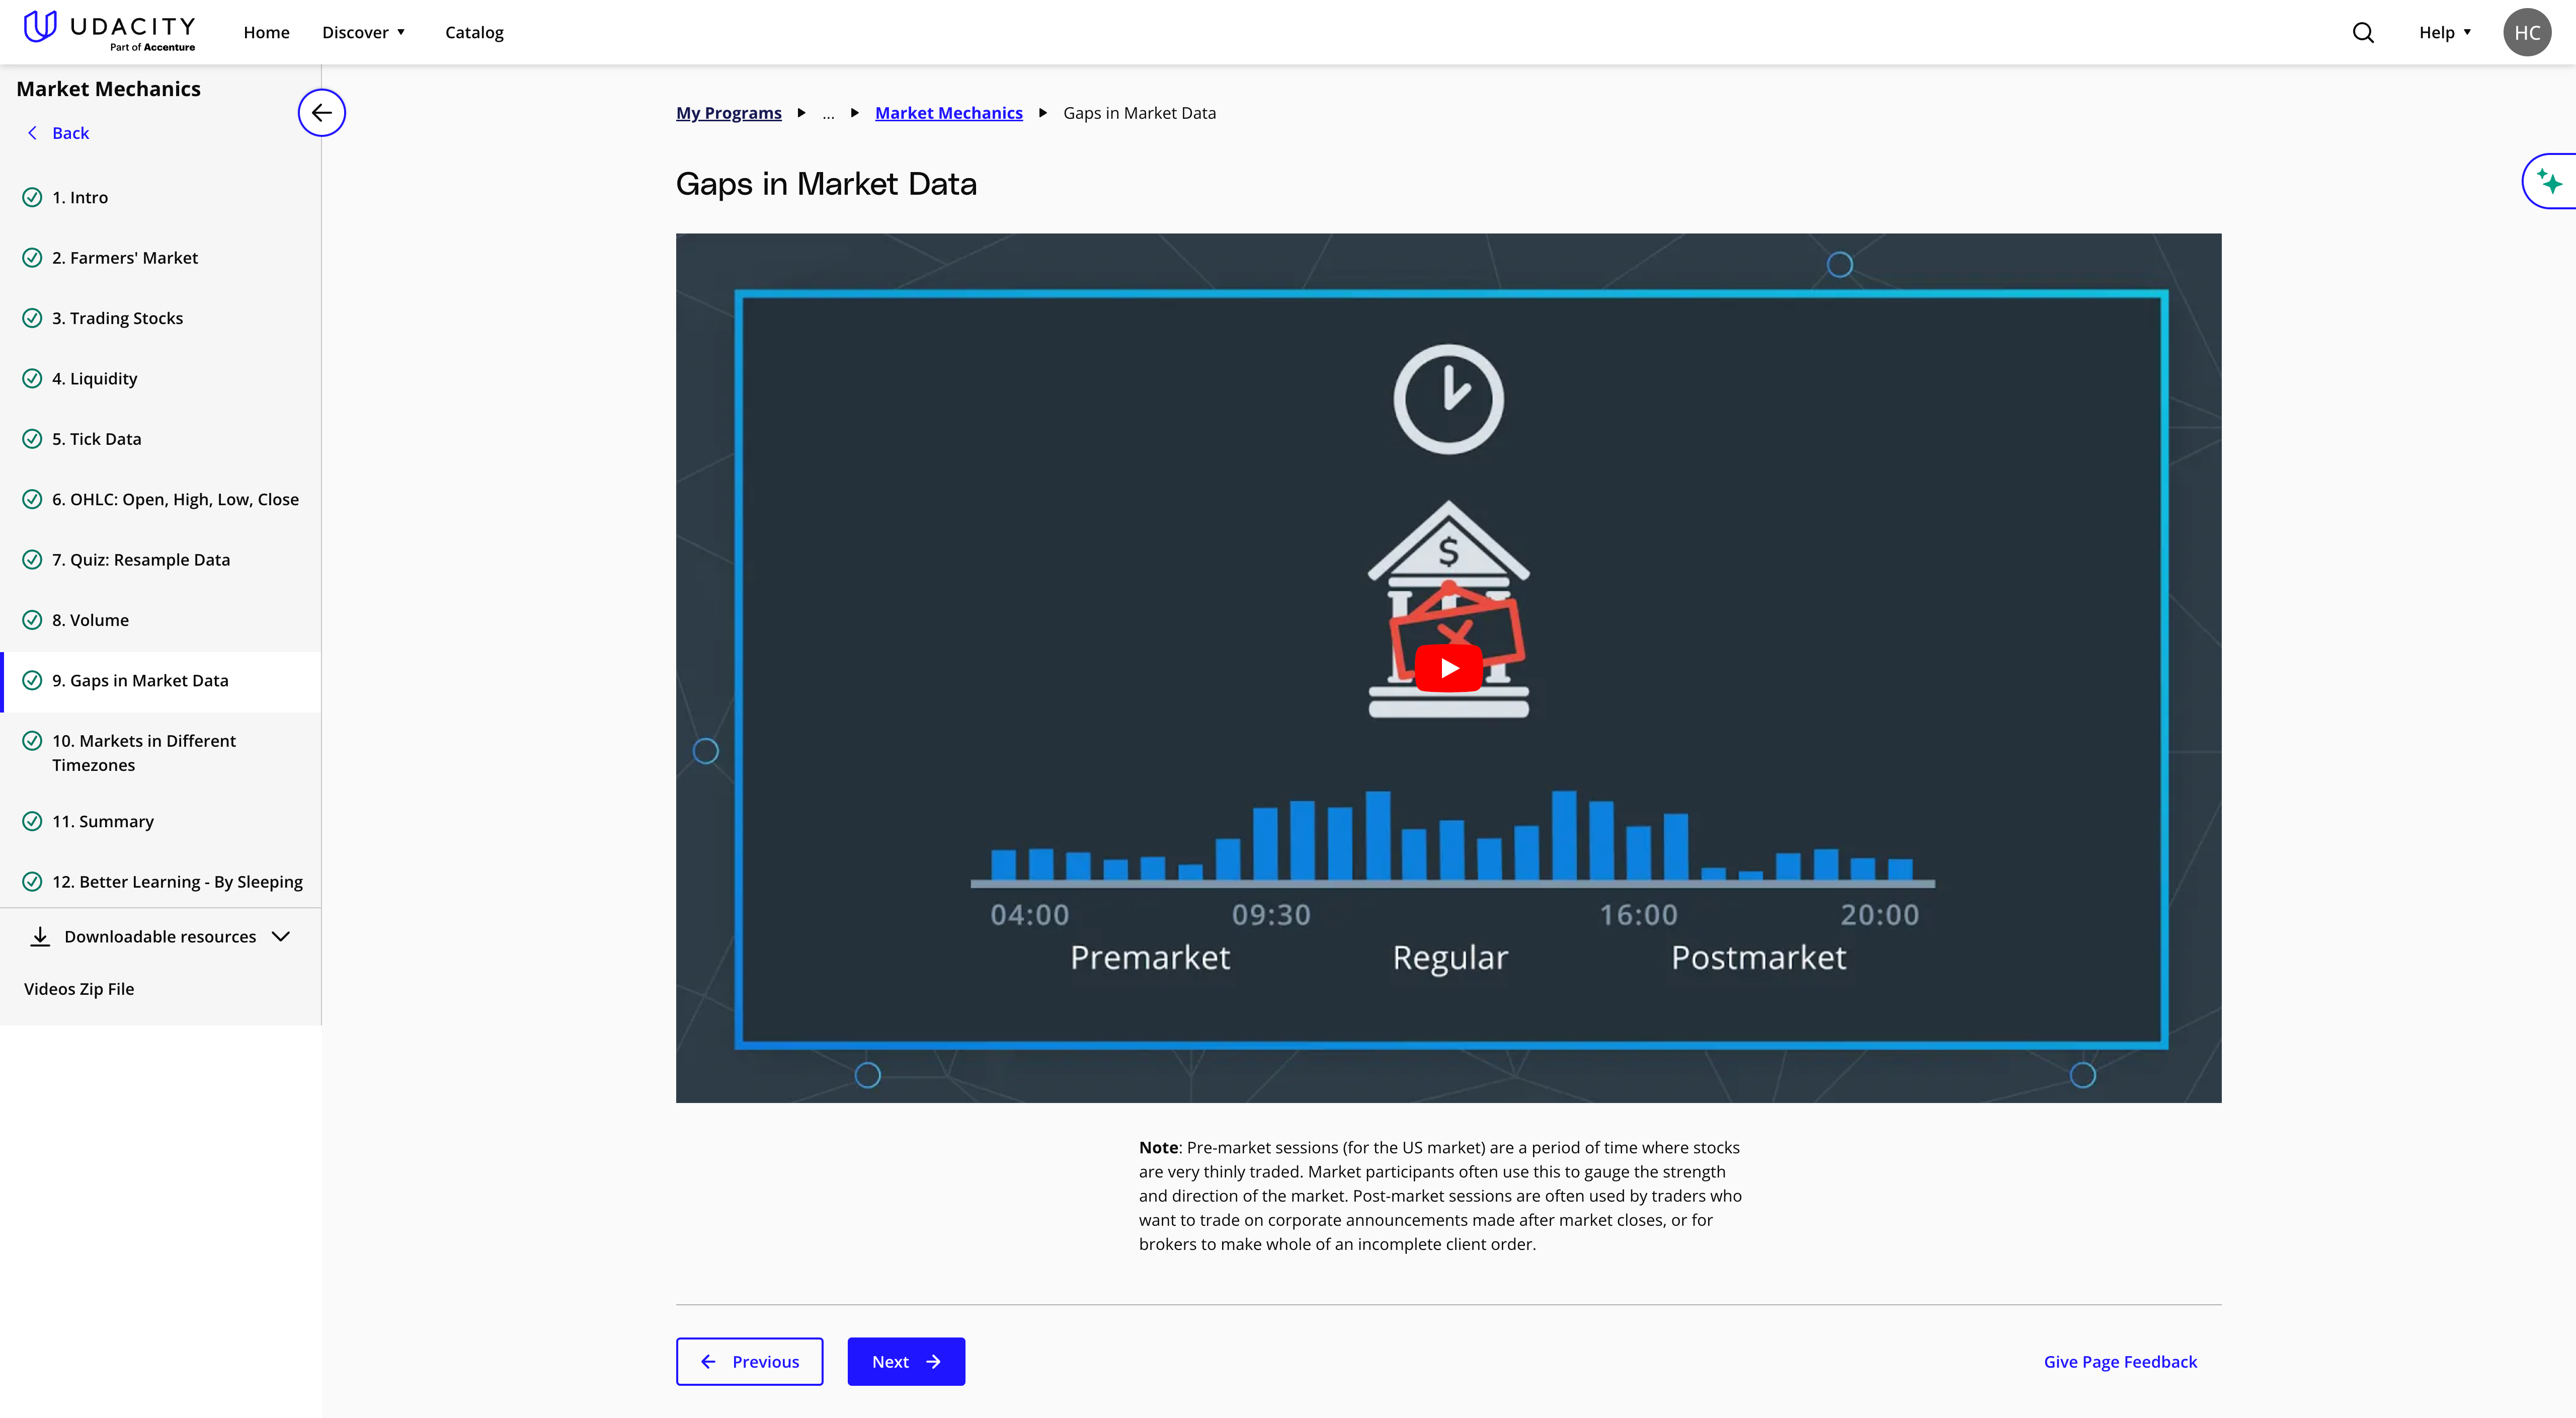 UDACITY
Part of Accenture
Home
Discover
Catalog
Help
HC
Market Mechanics
Back
1. Intro
2. Farmers' Market
3. Trading Stocks
4. Liquidity
5. Tick Data
6. OHLC: Open, High, Low, Close
7. Quiz: Resample Data
8. Volume
9. Gaps in Market Data
10. Markets in Different
Timezones
11. Summary
12. Better Learning - By Sleeping
Downloadable resources
Videos Zip File
My Programs ... Market Mechanics Gaps in Market Data
Gaps in Market Data
$
04:00 09:30 16:00 20:00
Premarket Regular Postmarket
Note: Pre-market sessions (for the US market) are a period of time where stocks
are very thinly traded. Market participants often use this to gauge the strength
and direction of the market. Post-market sessions are often used by traders who
want to trade on corporate announcements made after market closes, or for
brokers to make whole of an incomplete client order.
Previous
Next
Give Page Feedback